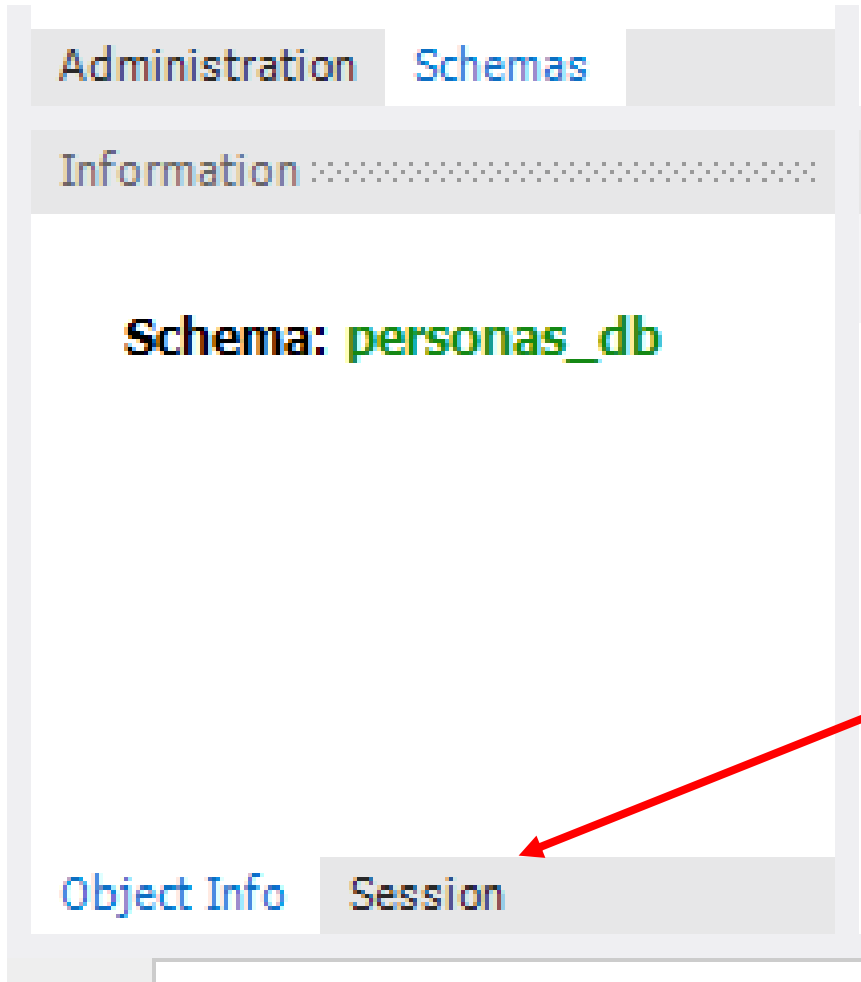 Administration Schemas
Information
Schema: personas_db
Object Info Session